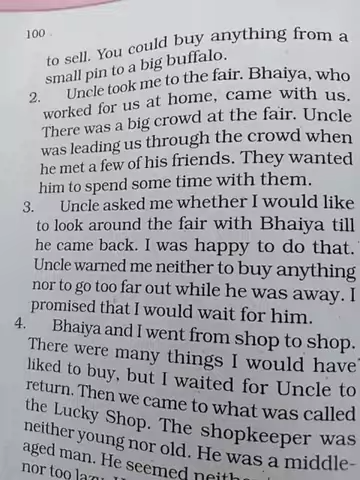 100
to sell. You could buy anything from a
small pin to a big buffalo.
2. Uncle took me to the fair. Bhaiya, who
worked for us at home, came with us.
There was a big crowd at the fair. Uncle
was leading us through the crowd when
he met a few of his friends. They wanted
him to spend some time with them.
3. Uncle asked me whether I would like
to look around the fair with Bhaiya till
he came back. I was happy to do that.
Uncle warned me neither to buy anything
nor to go too far out while he was away. I
promised that I would wait for him.
4. Bhaiya and I went from shop to shop.
There were many things I would have
liked to buy, but I waited for Uncle to
return. Then we came to what was called
the Lucky Shop. The shopkeeper was
neither young nor old. He was a middle-
aged man. He seemed
nor too